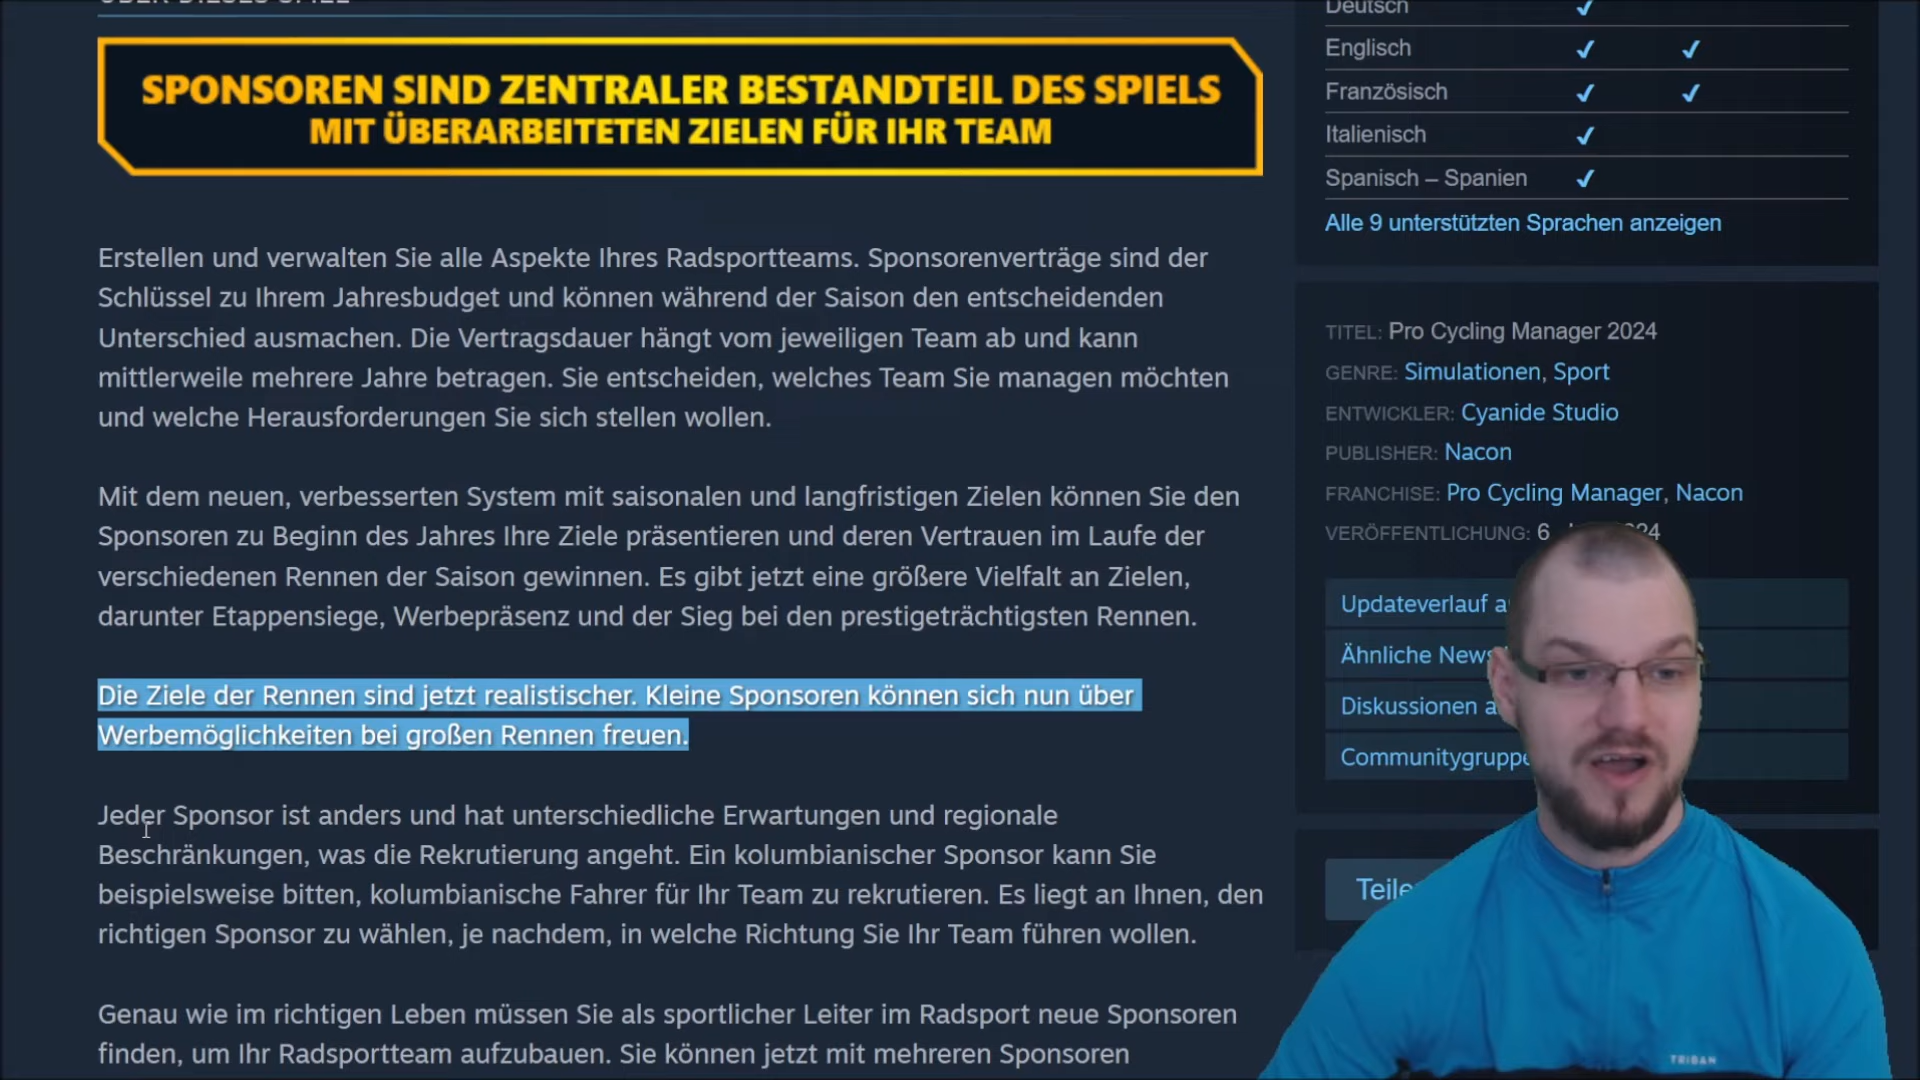 ÜBER DIESES SPIEL
SPONSOREN SIND ZENTRALER BESTANDTEIL DES SPIELS
MIT ÜBERARBEITETEN ZIELEN FÜR IHR TEAM
Erstellen und verwalten Sie alle Aspekte Ihres Radsportteams. Sponsorenverträge sind der
Schlüssel zu Ihrem Jahresbudget und können während der Saison den entscheidenden
Unterschied ausmachen. Die Vertragsdauer hängt vom jeweiligen Team ab und kann
mittlerweile mehrere Jahre betragen. Sie entscheiden, welches Team Sie managen möchten
und welche Herausforderungen Sie sich stellen wollen.
Mit dem neuen, verbesserten System mit saisonalen und langfristigen Zielen können Sie den
Sponsoren zu Beginn des Jahres Ihre Ziele präsentieren und deren Vertrauen im Laufe der
verschiedenen Rennen der Saison gewinnen. Es gibt jetzt eine größere Vielfalt an Zielen,
darunter Etappensiege, Werbepräsenz und der Sieg bei den prestigeträchtigsten Rennen.
Die Ziele der Rennen sind jetzt realistischer. Kleine Sponsoren können sich nun über
Werbemöglichkeiten bei großen Rennen freuen.
Jeder Sponsor ist anders und hat unterschiedliche Erwartungen und regionale
Beschränkungen, was die Rekrutierung angeht. Ein kolumbianischer Sponsor kann Sie
beispielsweise bitten, kolumbianische Fahrer für Ihr Team zu rekrutieren. Es liegt an Ihnen, den
richtigen Sponsor zu wählen, je nachdem, in welche Richtung Sie Ihr Team führen wollen.
Genau wie im richtigen Leben müssen Sie als sportlicher Leiter im Radsport neue Sponsoren
finden, um Ihr Radsportteam aufzubauen. Sie können jetzt mit mehreren Sponsoren
Deutsch ✔
Englisch ✔ ✔
Französisch ✔ ✔
Italienisch ✔
Spanisch – Spanien ✔
Alle 9 unterstützten Sprachen anzeigen
TITEL: Pro Cycling Manager 2024
GENRE: Simulationen, Sport
ENTWICKLER: Cyanide Studio
PUBLISHER: Nacon
FRANCHISE: Pro Cycling Manager, Nacon
VERÖFFENTLICHUNG: 6 24
Updateverlauf
Ähnliche News
Diskussionen
Communitygruppe
Teile
TRIBAN